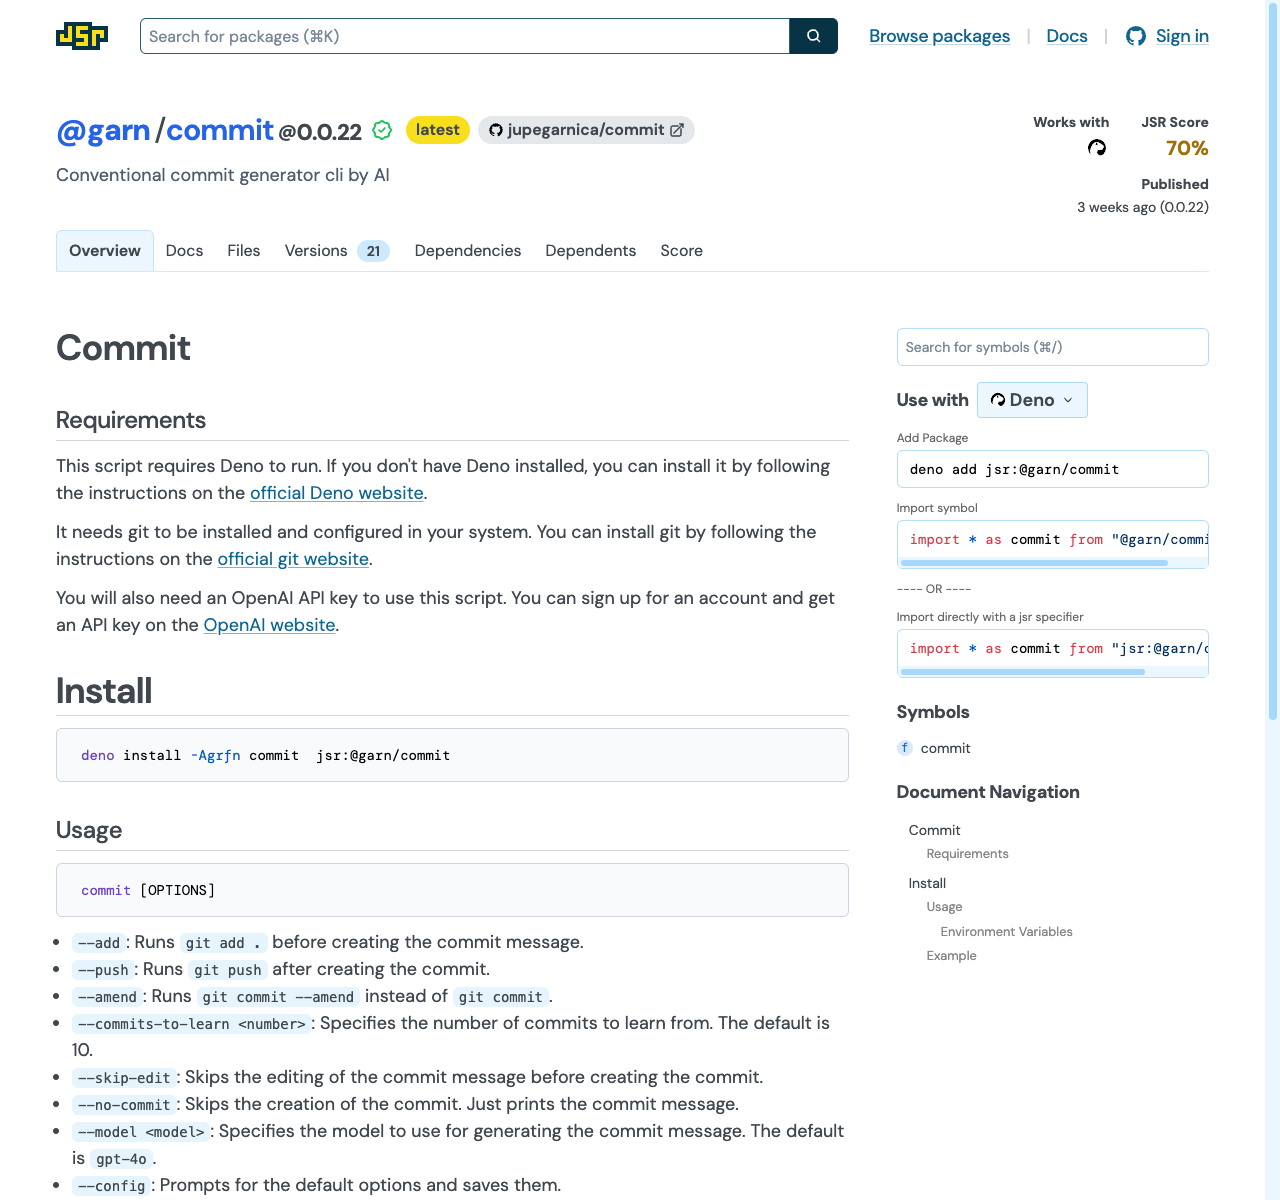 JSR
Search for packages (⌘K)
Browse packages | Docs | Sign in
@garn/commit@0.0.22 latest jupegarnica/commit
Conventional commit generator cli by AI
Works with
JSR Score
70%
Published
3 weeks ago (0.0.22)
Overview Docs Files Versions 21 Dependencies Dependents Score
Commit
Requirements
This script requires Deno to run. If you don't have Deno installed, you can install it by following
the instructions on the official Deno website.
It needs git to be installed and configured in your system. You can install git by following the
instructions on the official git website.
You will also need an OpenAI API key to use this script. You can sign up for an account and get
an API key on the OpenAI website.
Install
deno install -Agrfn commit  jsr:@garn/commit
Usage
commit [OPTIONS]
--add: Runs git add . before creating the commit message.
--push: Runs git push after creating the commit.
--amend: Runs git commit --amend instead of git commit.
--commits-to-learn <number>: Specifies the number of commits to learn from. The default is
10.
--skip-edit: Skips the editing of the commit message before creating the commit.
--no-commit: Skips the creation of the commit. Just prints the commit message.
--model <model>: Specifies the model to use for generating the commit message. The default
is gpt-4o.
--config: Prompts for the default options and saves them.
Search for symbols (⌘/)
Use with Deno
Add Package
deno add jsr:@garn/commit
Import symbol
import * as commit from "@garn/commi
---- OR ----
Import directly with a jsr specifier
import * as commit from "jsr:@garn/c
Symbols
f commit
Document Navigation
Commit
Requirements
Install
Usage
Environment Variables
Example